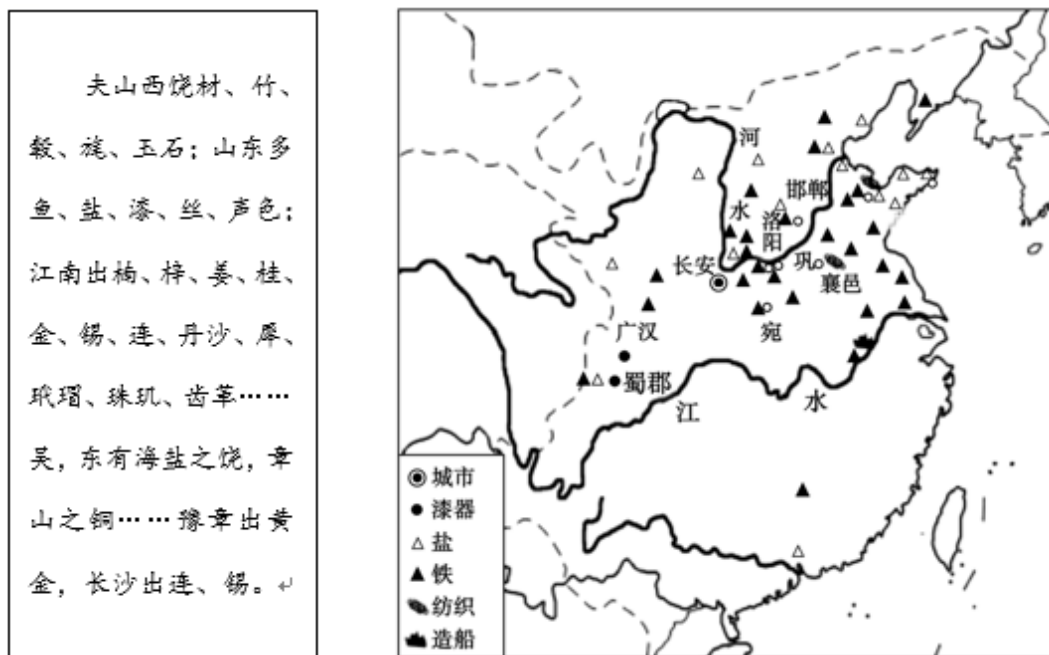 夫山西饶材、竹、
榖、旄、玉石；山东多
鱼、盐、漆、丝、声色；
江南出楠、梓、姜、桂、
金、锡、连、丹沙、犀、
玳瑁、珠玑、齿革……
吴，东有海盐之饶，章
山之铜……豫章出黄
金，长沙出连、锡。↵
河
水
邯郸
洛阳
长安
巩
襄邑
宛
广汉
蜀郡
江
水
城市
漆器
盐
铁
纺织
造船